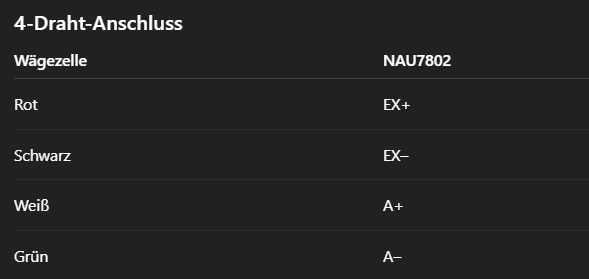 4-Draht-Anschluss
Wägezelle NAU7802
Rot EX+
Schwarz EX–
Weiß A+
Grün A–